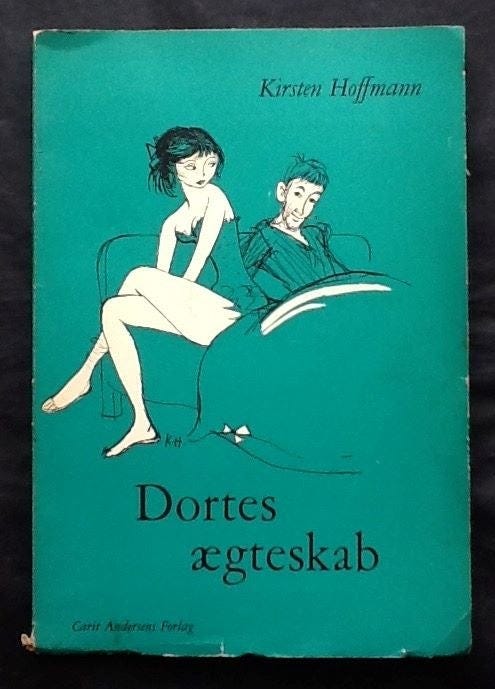 Kirsten Hoffmann
KH
Dortes
ægteskab
Carit Andersens Forlag